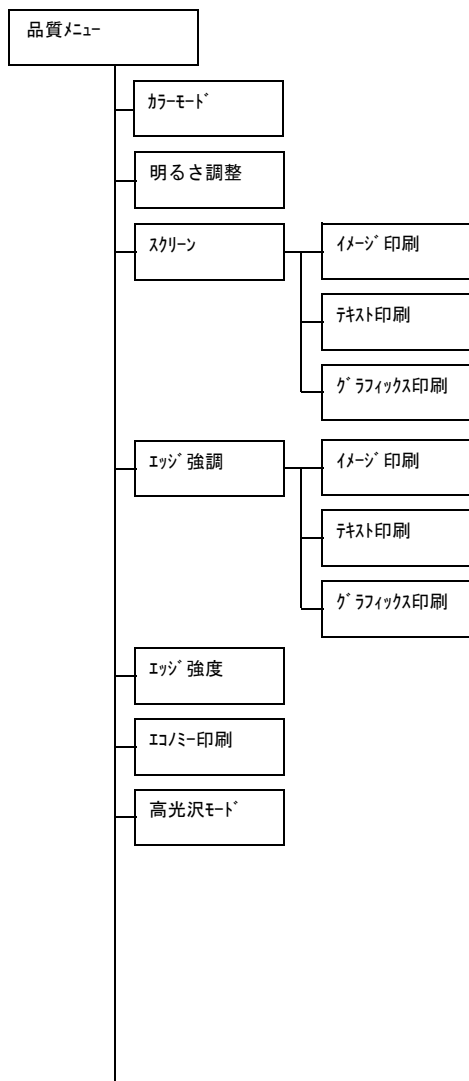 品質ﾒﾆｭｰ
ｶﾗｰﾓｰﾄﾞ
明るさ調整
ｽｸﾘｰﾝ
ｲﾒｰｼﾞ印刷
ﾃｷｽﾄ印刷
ｸﾞﾗﾌｨｯｸｽ印刷
ｴｯｼﾞ強調
ｲﾒｰｼﾞ印刷
ﾃｷｽﾄ印刷
ｸﾞﾗﾌｨｯｸｽ印刷
ｴｯｼﾞ強度
ｴｺﾉﾐｰ印刷
高光沢ﾓｰﾄﾞ